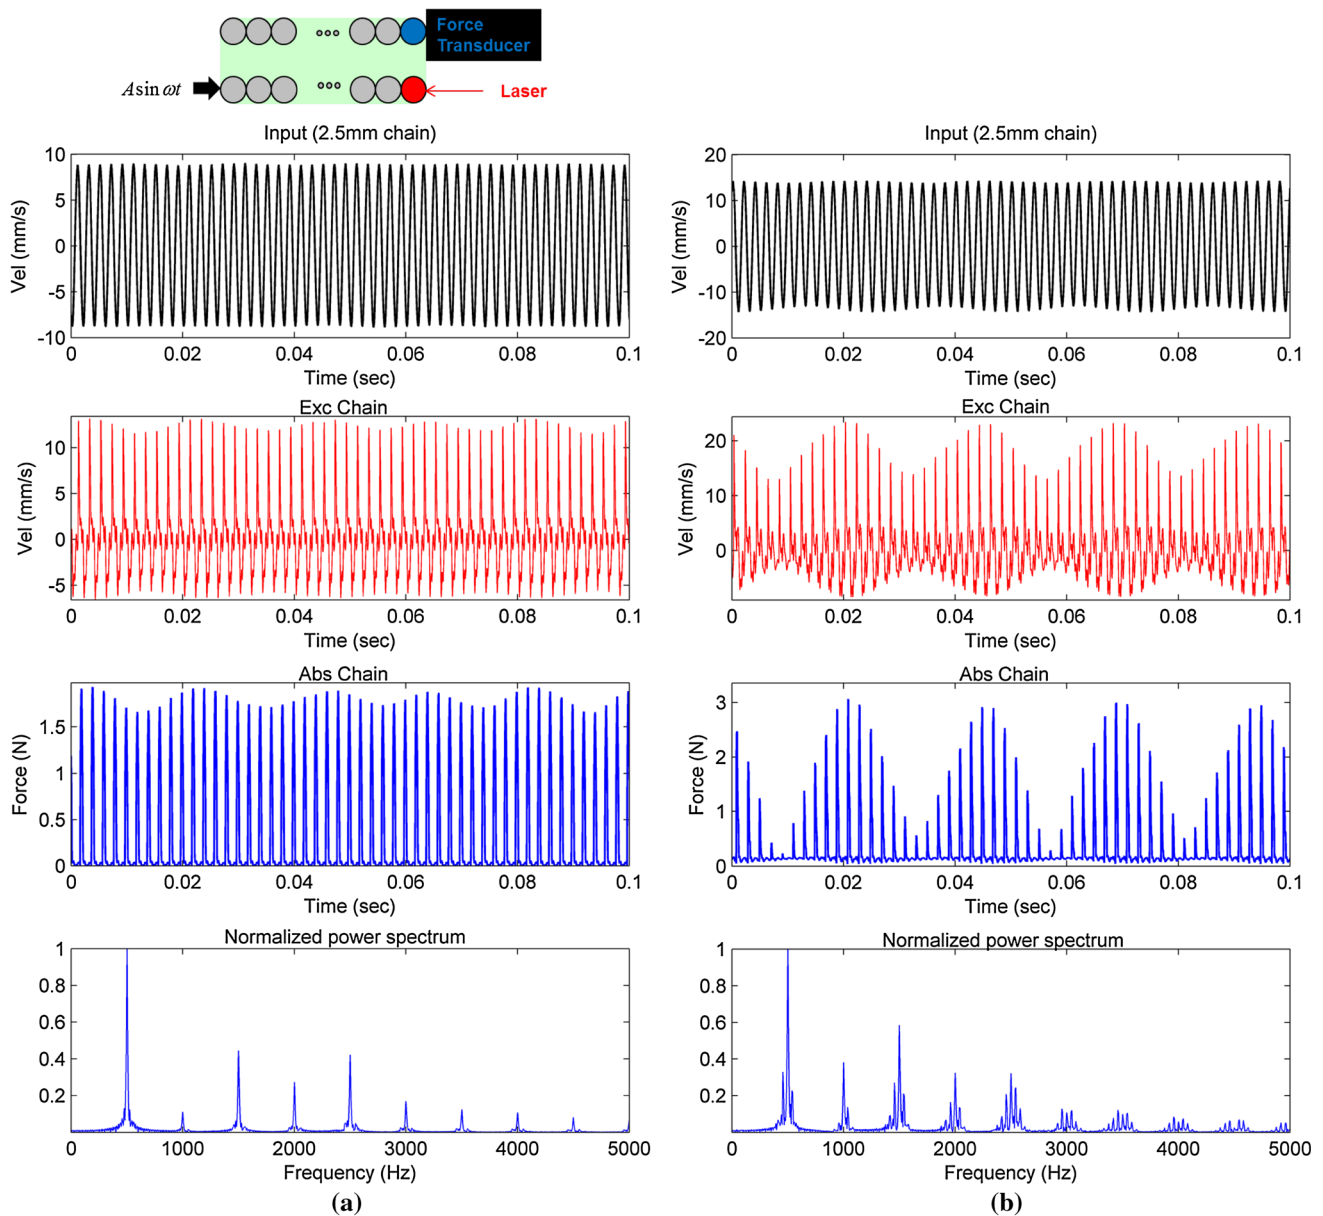 Force
Transducer
A sin ωt
Laser
Input (2.5mm chain)
10
5
0
-5
-10
Vel (mm/s)
0 0.02 0.04 0.06 0.08 0.1
Time (sec)
Exc Chain
10
5
0
-5
Vel (mm/s)
0 0.02 0.04 0.06 0.08 0.1
Time (sec)
Abs Chain
1.5
1
0.5
0
Force (N)
0 0.02 0.04 0.06 0.08 0.1
Time (sec)
Normalized power spectrum
1
0.8
0.6
0.4
0.2
0 1000 2000 3000 4000 5000
Frequency (Hz)
(a)
Input (2.5mm chain)
20
10
0
-10
-20
Vel (mm/s)
0 0.02 0.04 0.06 0.08 0.1
Time (sec)
Exc Chain
20
10
0
Vel (mm/s)
0 0.02 0.04 0.06 0.08 0.1
Time (sec)
Abs Chain
3
2
1
0
Force (N)
0 0.02 0.04 0.06 0.08 0.1
Time (sec)
Normalized power spectrum
1
0.8
0.6
0.4
0.2
0 1000 2000 3000 4000 5000
Frequency (Hz)
(b)